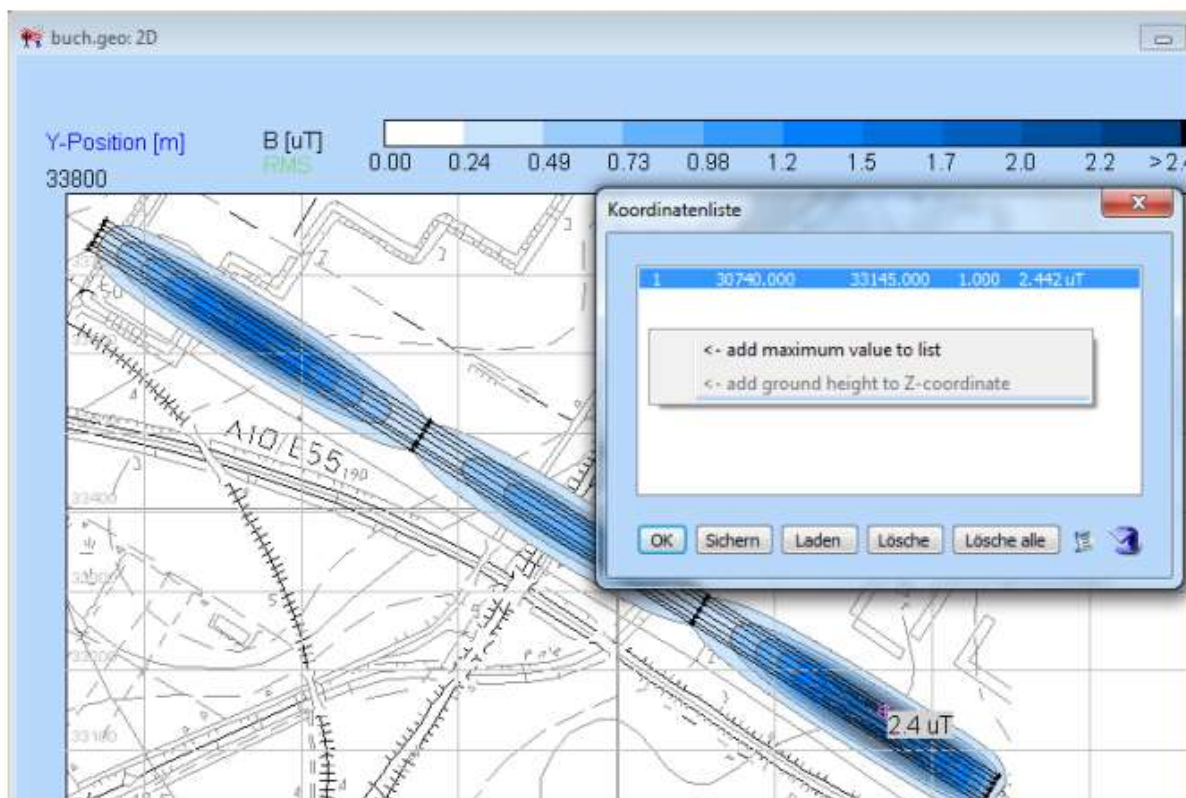 buch.geo: 2D
Y-Position [m]
B [uT]
RMS
0.00 0.24 0.49 0.73 0.98 1.2 1.5 1.7 2.0 2.2 >2.
33800
Koordinatenliste
1 30740.000 33145.000 1.000 2.442 uT
<- add maximum value to list
<- add ground height to Z-coordinate
OK Sichern Laden Lösche Lösche alle
A10/E55 190
33400
33100
2.4 uT